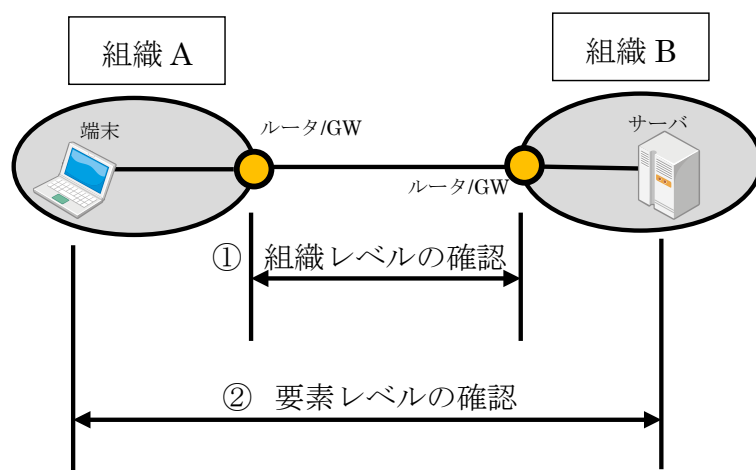 組織 A
組織 B
端末
ルータ/GW
サーバ
ルータ/GW
① 組織レベルの確認
② 要素レベルの確認